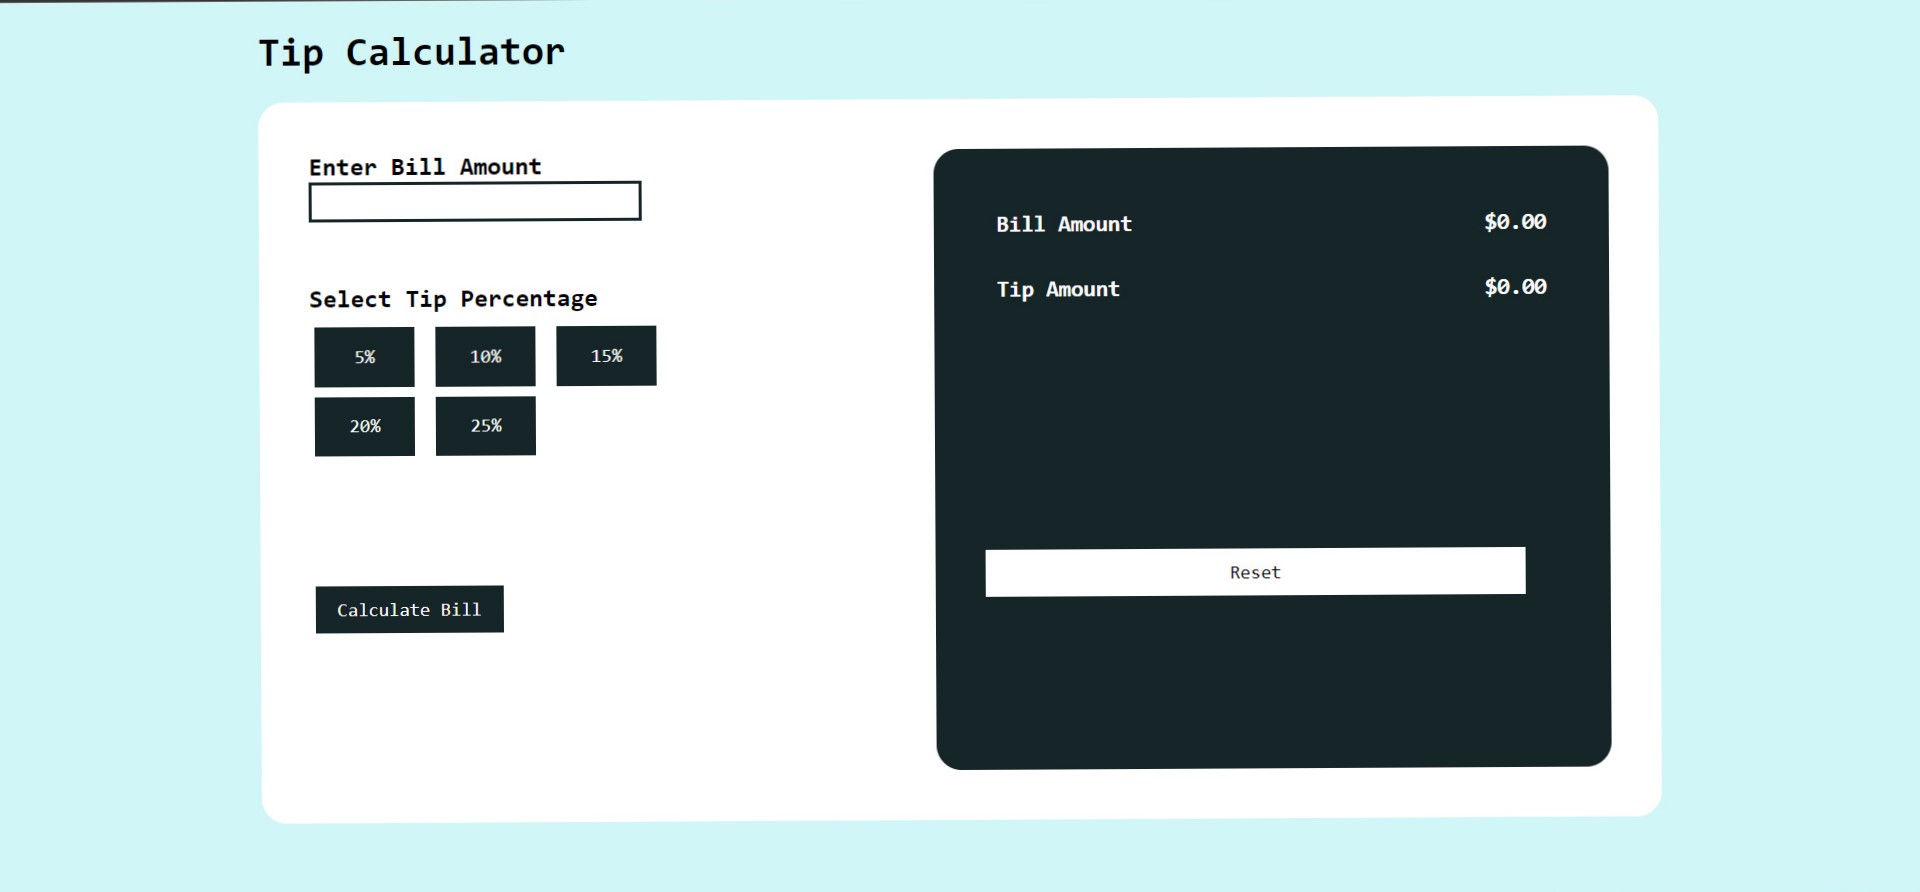 Tip Calculator
Enter Bill Amount
Select Tip Percentage
5% 10% 15%
20% 25%
Calculate Bill
Bill Amount $0.00
Tip Amount $0.00
Reset